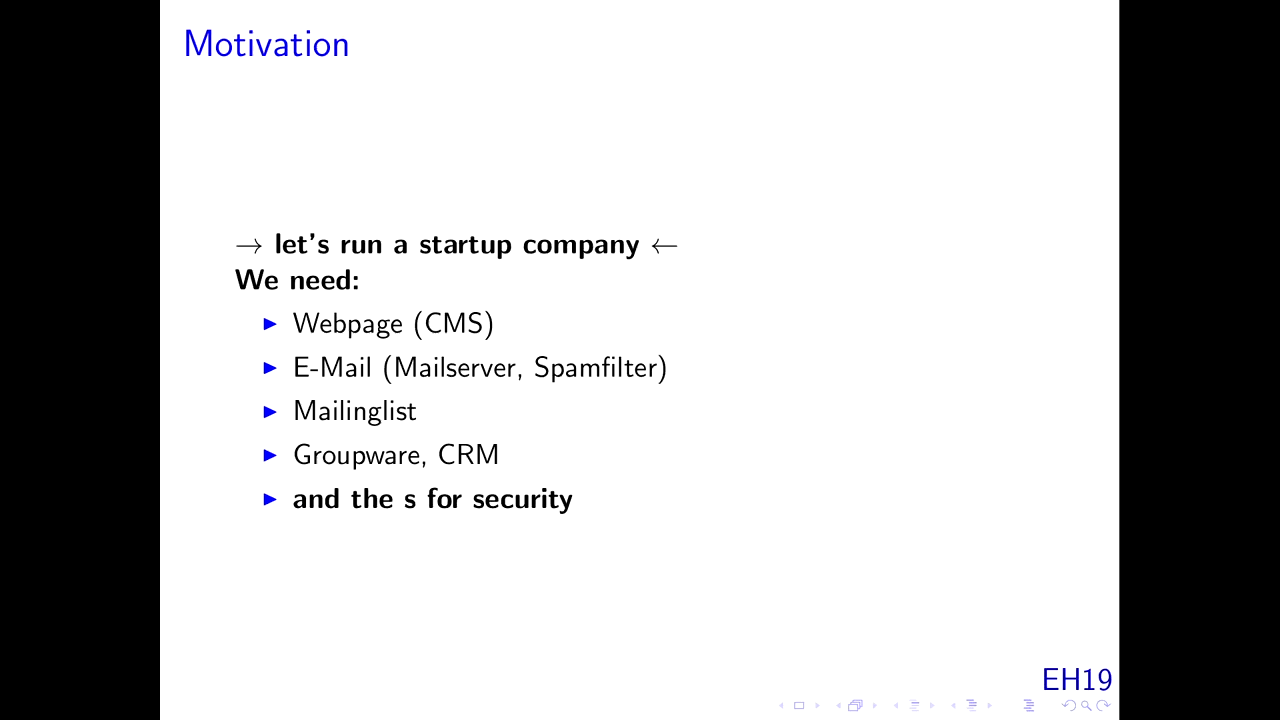 Motivation
→ let's run a startup company ←
We need:
Webpage (CMS)
E-Mail (Mailserver, Spamfilter)
Mailinglist
Groupware, CRM
and the s for security
EH19